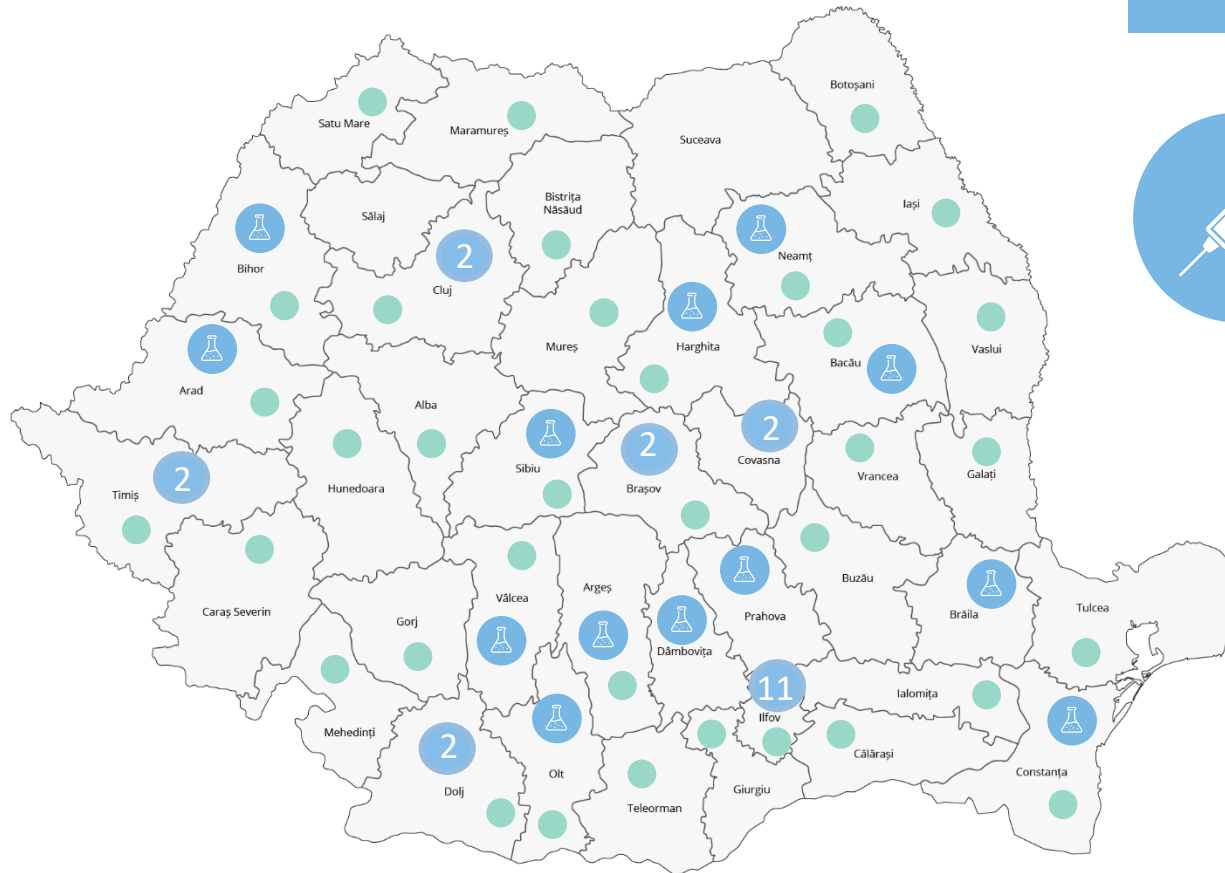 Botoșani
Satu Mare
Maramureș
Suceava
Bistrița
Năsăud
Iași
Sălaj
Neamț
Bihor
2
Cluj
Mureș
Harghita
Bacău
Vaslui
Arad
Alba
Sibiu
2
Brașov
2
Covasna
2
Timiș
Hunedoara
Vrancea
Galați
Caraș Severin
Gorj
Vâlcea
Argeș
Buzău
Prahova
Brăila
Tulcea
Dâmbovița
11
Ilfov
Ialomița
Mehedinți
2
Dolj
Olt
Teleorman
Giurgiu
Călărași
Constanța